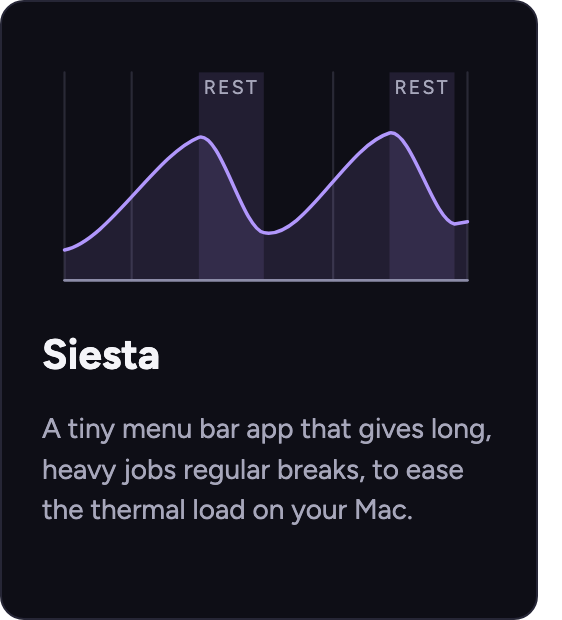 REST REST
Siesta
A tiny menu bar app that gives long,
heavy jobs regular breaks, to ease
the thermal load on your Mac.